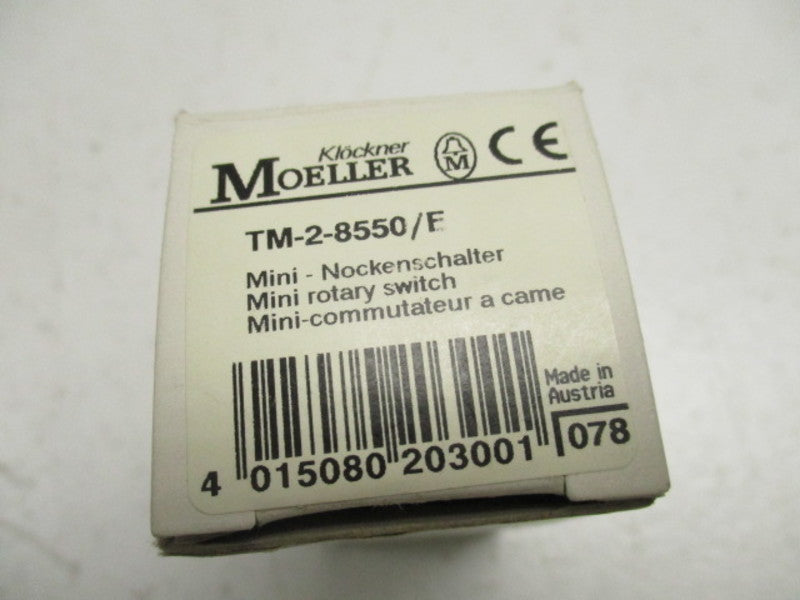 Klöckner
MOELLER M CE
TM-2-8550/E
Mini - Nockenschalter
Mini rotary switch
Mini-commutateur a came
Made in
Austria
4 015080 203001 078